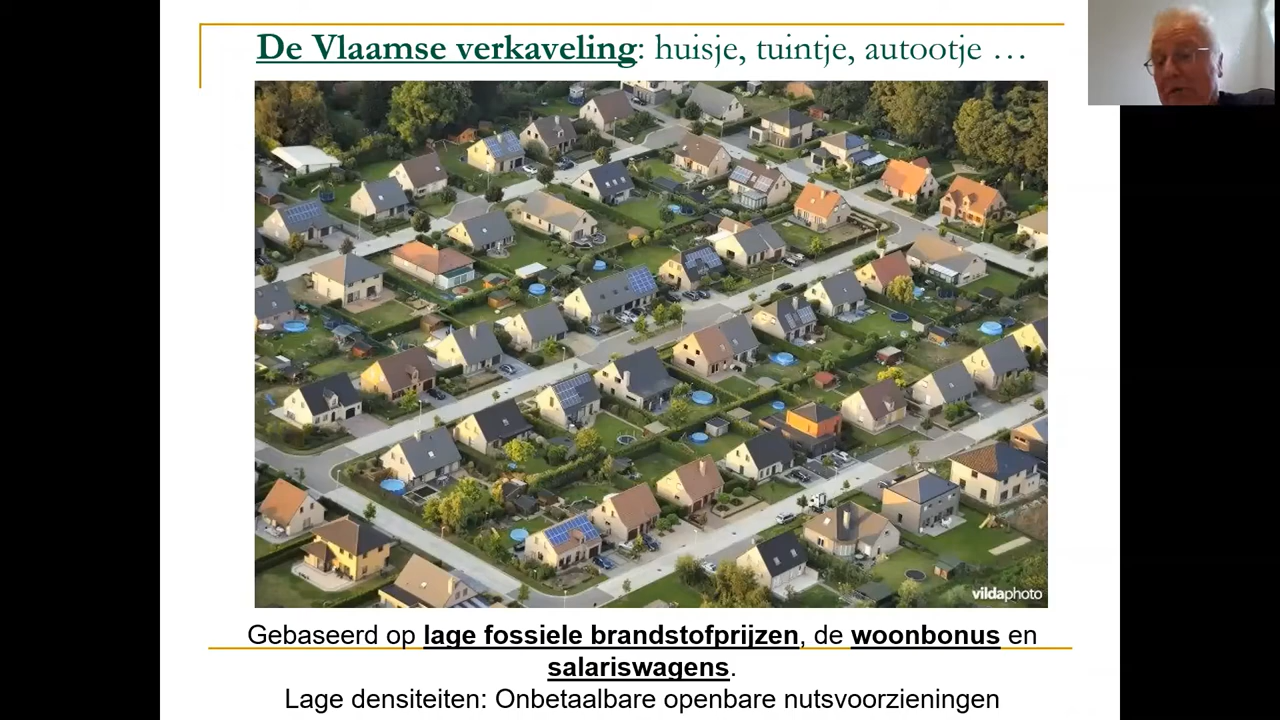 De Vlaamse verkaveling: huisje, tuintje, autootje …
vildaphoto
Gebaseerd op lage fossiele brandstofprijzen, de woonbonus en
salariswagens.
Lage densiteiten: Onbetaalbare openbare nutsvoorzieningen